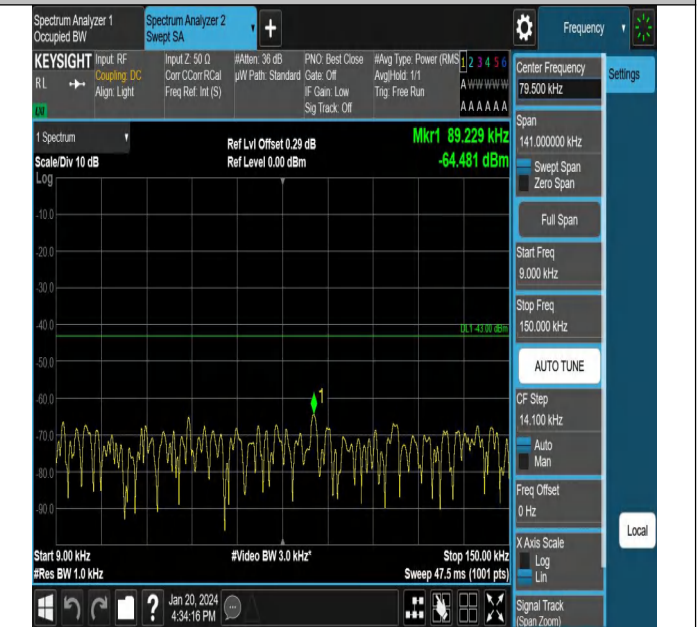 Spectrum Analyzer 1
Occupied BW
Spectrum Analyzer 2
Swept SA
+
Frequency
KEYSIGHT
RL
Input: RF
Coupling: DC
Align: Light
Input Z: 50 Ω
Corr CCorr RCal
Freq Ref: Int (S)
#Atten: 36 dB
µW Path: Standard
PNO: Best Close
Gate: Off
IF Gain: Low
Sig Track: Off
#Avg Type: Power (RMS
Avg|Hold: 1/1
Trig: Free Run
1 2 3 4 5 6
A W W W W W
A A A A A A
1 Spectrum
Scale/Div 10 dB
Log
Ref Lvl Offset 0.29 dB
Ref Level 0.00 dBm
Mkr1 89.229 kHz
-64.481 dBm
-10.0
-20.0
-30.0
-40.0
DL1 -43.00 dBm
-50.0
-60.0
1
-70.0
-80.0
-90.0
Start 9.00 kHz
#Res BW 1.0 kHz
#Video BW 3.0 kHz*
Stop 150.00 kHz
Sweep 47.5 ms (1001 pts)
?
Jan 20, 2024
4:34:16 PM
Center Frequency
79.500 kHz
Settings
Span
141.000000 kHz
Swept Span
Zero Span
Full Span
Start Freq
9.000 kHz
Stop Freq
150.000 kHz
AUTO TUNE
CF Step
14.100 kHz
Auto
Man
Freq Offset
0 Hz
X Axis Scale
Log
Lin
Local
Signal Track
(Span Zoom)